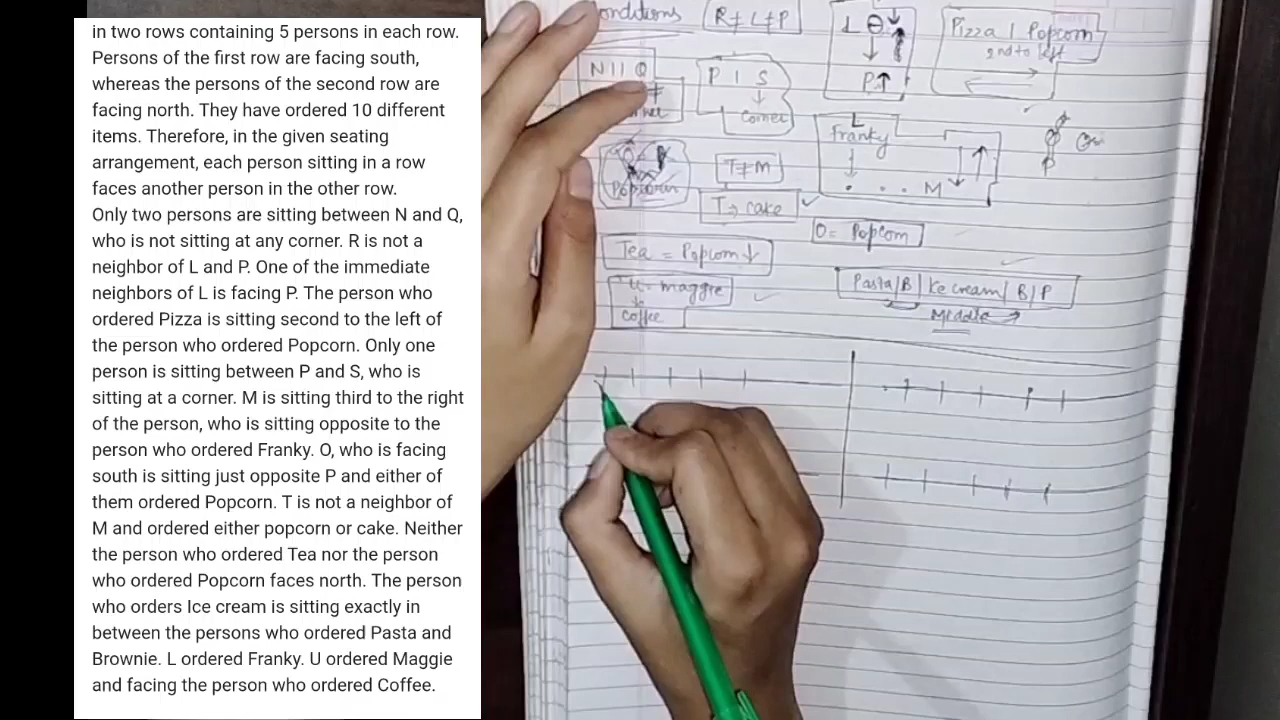 in two rows containing 5 persons in each row.
Persons of the first row are facing south,
whereas the persons of the second row are
facing north. They have ordered 10 different
items. Therefore, in the given seating
arrangement, each person sitting in a row
faces another person in the other row.
Only two persons are sitting between N and Q,
who is not sitting at any corner. R is not a
neighbor of L and P. One of the immediate
neighbors of L is facing P. The person who
ordered Pizza is sitting second to the left of
the person who ordered Popcorn. Only one
person is sitting between P and S, who is
sitting at a corner. M is sitting third to the right
of the person, who is sitting opposite to the
person who ordered Franky. O, who is facing
south is sitting just opposite P and either of
them ordered Popcorn. T is not a neighbor of
M and ordered either popcorn or cake. Neither
the person who ordered Tea nor the person
who ordered Popcorn faces north. The person
who orders Ice cream is sitting exactly in
between the persons who ordered Pasta and
Brownie. L ordered Franky. U ordered Maggie
and facing the person who ordered Coffee.
onditions
R ≠ L ≠ P
L
P ↑
Pizza | Popcorn
2nd to left
N | | Q
P | S
↓
Corner
L
Franky
↓
. . . M
Popcorn
T ≠ M
T ⇒ cake
O = Popcorn
Tea = Popcorn ↓
U = maggie
coffee
Pasta/B | Ice cream | B/P
Middle